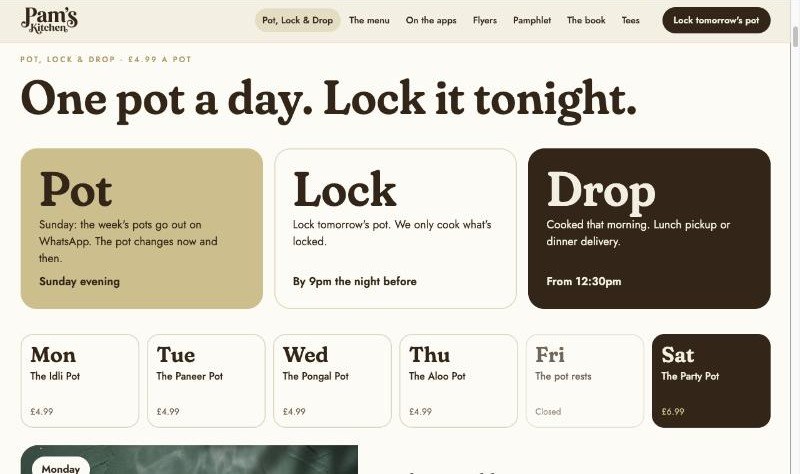 Pam's
Kitchen
Pot, Lock & Drop
The menu
On the apps
Flyers
Pamphlet
The book
Tees
Lock tomorrow's pot
POT, LOCK & DROP · £4.99 A POT
One pot a day. Lock it tonight.
Pot
Sunday: the week's pots go out on
WhatsApp. The pot changes now and
then.
Sunday evening
Lock
Lock tomorrow's pot. We only cook what's
locked.
By 9pm the night before
Drop
Cooked that morning. Lunch pickup or
dinner delivery.
From 12:30pm
Mon
The Idli Pot
£4.99
Tue
The Paneer Pot
£4.99
Wed
The Pongal Pot
£4.99
Thu
The Aloo Pot
£4.99
Fri
The pot rests
Closed
Sat
The Party Pot
£6.99
Monday